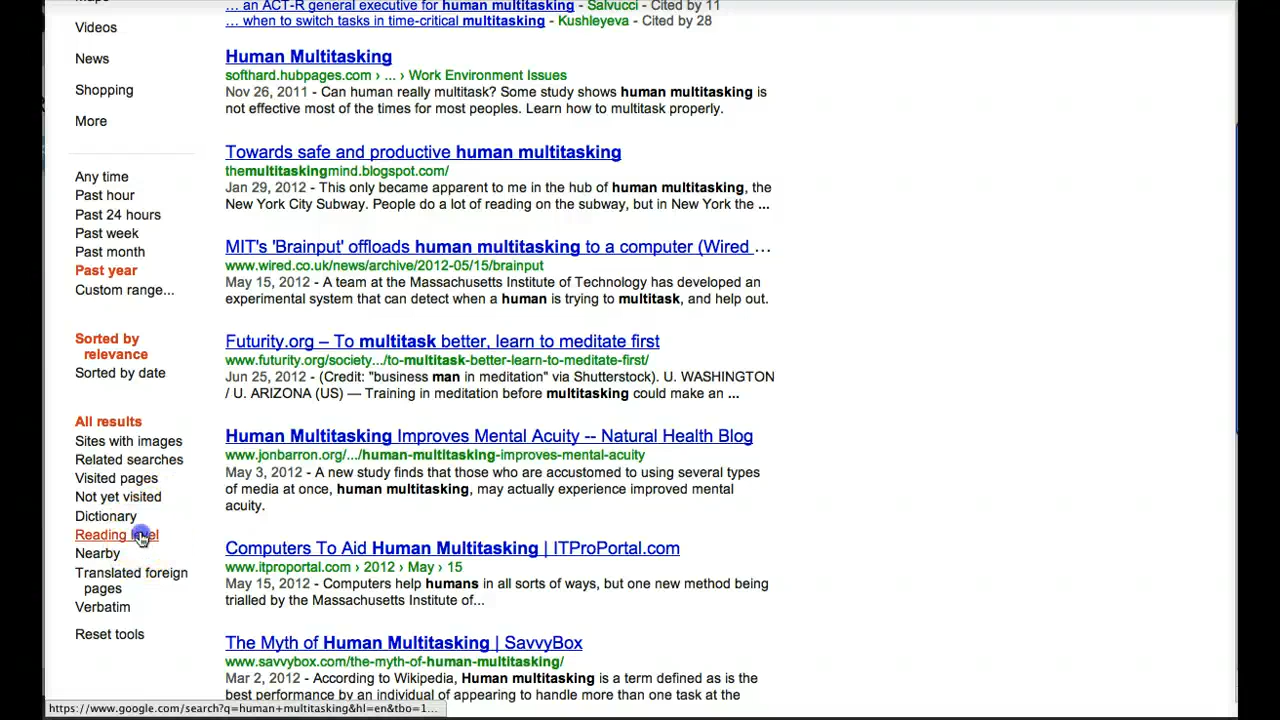 Videos
News
Shopping
More
Any time
Past hour
Past 24 hours
Past week
Past month
Past year
Custom range...
Sorted by
relevance
Sorted by date
All results
Sites with images
Related searches
Visited pages
Not yet visited
Dictionary
Reading level
Nearby
Translated foreign
pages
Verbatim
Reset tools
... an ACT-R general executive for human multitasking - Salvucci - Cited by 11
... when to switch tasks in time-critical multitasking - Kushleyeva - Cited by 28
Human Multitasking
softhard.hubpages.com › ... › Work Environment Issues
Nov 26, 2011 - Can human really multitask? Some study shows human multitasking is
not effective most of the times for most peoples. Learn how to multitask properly.
Towards safe and productive human multitasking
themultitaskingmind.blogspot.com/
Jan 29, 2012 - This only became apparent to me in the hub of human multitasking, the
New York City Subway. People do a lot of reading on the subway, but in New York the ...
MIT's 'Brainput' offloads human multitasking to a computer (Wired ...
www.wired.co.uk/news/archive/2012-05/15/brainput
May 15, 2012 - A team at the Massachusetts Institute of Technology has developed an
experimental system that can detect when a human is trying to multitask, and help out.
Futurity.org – To multitask better, learn to meditate first
www.futurity.org/society.../to-multitask-better-learn-to-meditate-first/
Jun 25, 2012 - (Credit: "business man in meditation" via Shutterstock). U. WASHINGTON
/ U. ARIZONA (US) — Training in meditation before multitasking could make an ...
Human Multitasking Improves Mental Acuity -- Natural Health Blog
www.jonbarron.org/.../human-multitasking-improves-mental-acuity
May 3, 2012 - A new study finds that those who are accustomed to using several types
of media at once, human multitasking, may actually experience improved mental
acuity.
Computers To Aid Human Multitasking | ITProPortal.com
www.itproportal.com › 2012 › May › 15
May 15, 2012 - Computers help humans in all sorts of ways, but one new method being
trialled by the Massachusetts Institute of...
The Myth of Human Multitasking | SavvyBox
www.savvybox.com/the-myth-of-human-multitasking/
Mar 2, 2012 - According to Wikipedia, Human multitasking is a term defined as is the
best performance by an individual of appearing to handle more than one task at the
https://www.google.com/search?q=human+multitasking&hl=en&tbo=1...